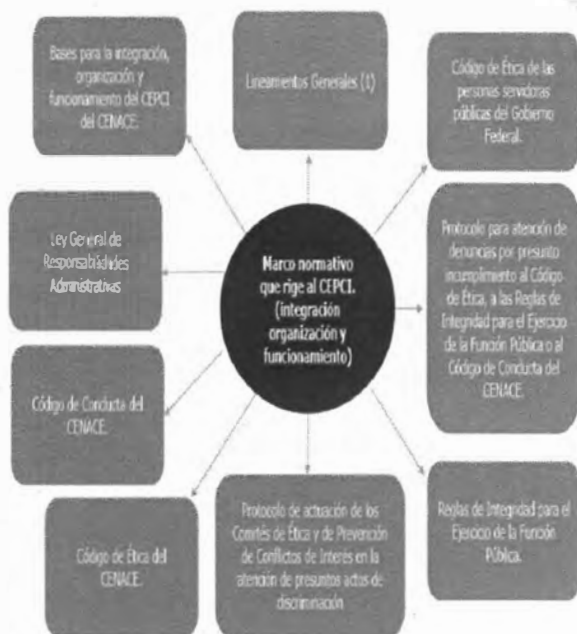 Bases para la integración,
organización y
funcionamiento del CEPCI
del CENACE.
Lineamentos Generales (1)
Código de Ética de las
personas servidoras
públicas del Gobierno
Federal.
Ley General de
Responsabilidades
Administrativas
Marco normativo
que rige al CEPCI.
(integración
organización y
funcionamiento)
Protocolo para atención de
denuncias por presunto
incumplimiento al Código
de Ética, a las Reglas de
Integridad para el Ejercicio
de la Función Pública o al
Código de Conducta del
CENACE.
Código de Conducta del
CENACE.
Código de Ética del
CENACE.
Protocolo de actuación de los
Comités de Ética y de Prevención
de Conflictos de Interés en la
atención de presuntos actos de
discriminación
Reglas de Integridad para el
Ejercicio de la Función
Pública.